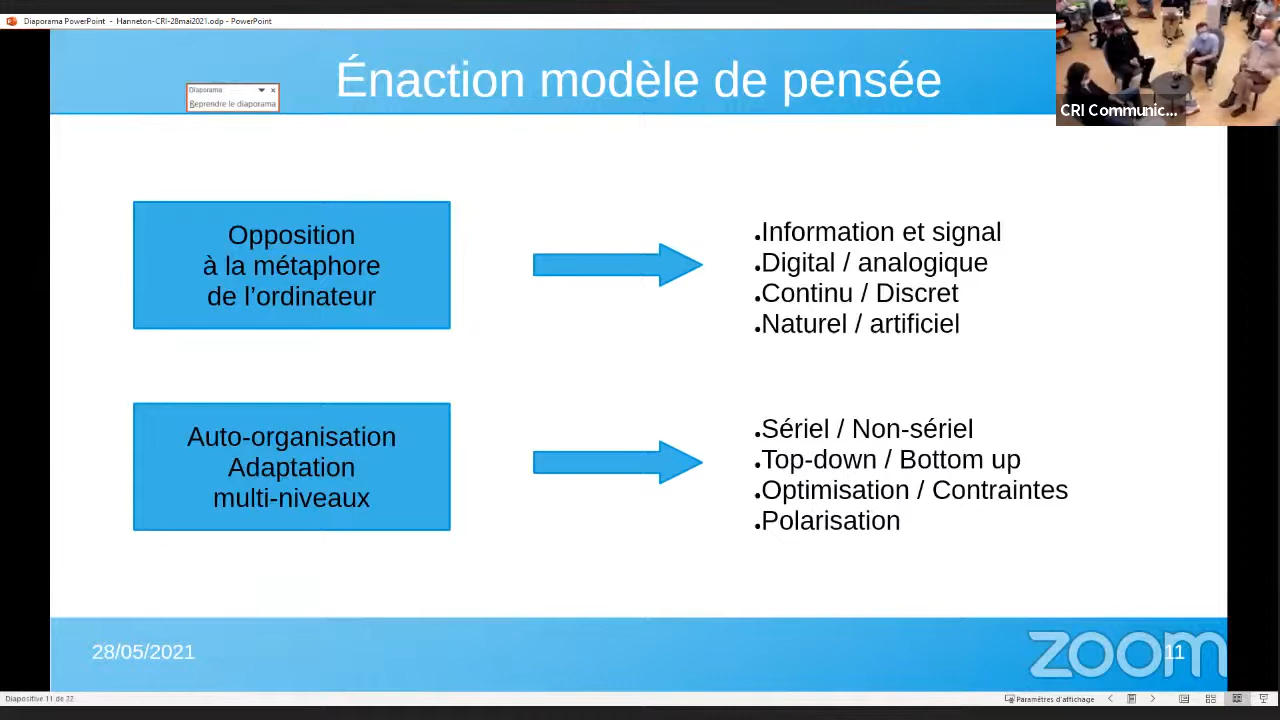 Diaporama PowerPoint - Hanneton-CRI-28mai2021.odp - PowerPoint
Énaction modèle de pensée
Diaporama
Reprendre le diaporama
CRI Communic...
Opposition
à la métaphore
de l'ordinateur
Information et signal
Digital / analogique
Continu / Discret
Naturel / artificiel
Auto-organisation
Adaptation
multi-niveaux
Sériel / Non-sériel
Top-down / Bottom up
Optimisation / Contraintes
Polarisation
28/05/2021
zoom
11
Diapositive 11 de 22
Paramètres d'affichage